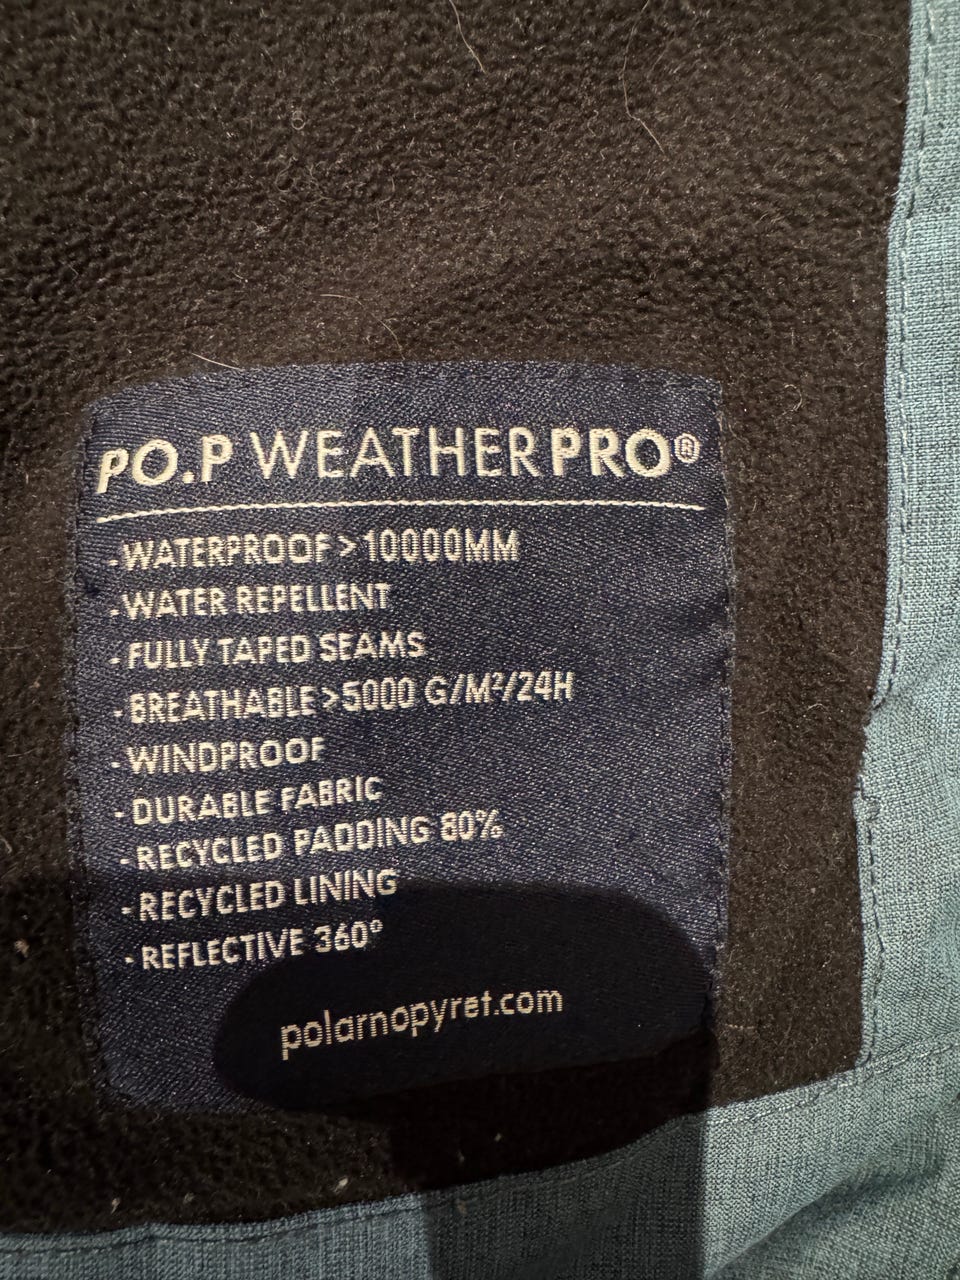 PO.P WEATHERPRO®
-WATERPROOF>10000MM
-WATER REPELLENT
-FULLY TAPED SEAMS
-BREATHABLE>5000 G/M²/24H
-WINDPROOF
-DURABLE FABRIC
-RECYCLED PADDING 80%
-RECYCLED LINING
-REFLECTIVE 360°
polarnopyret.com